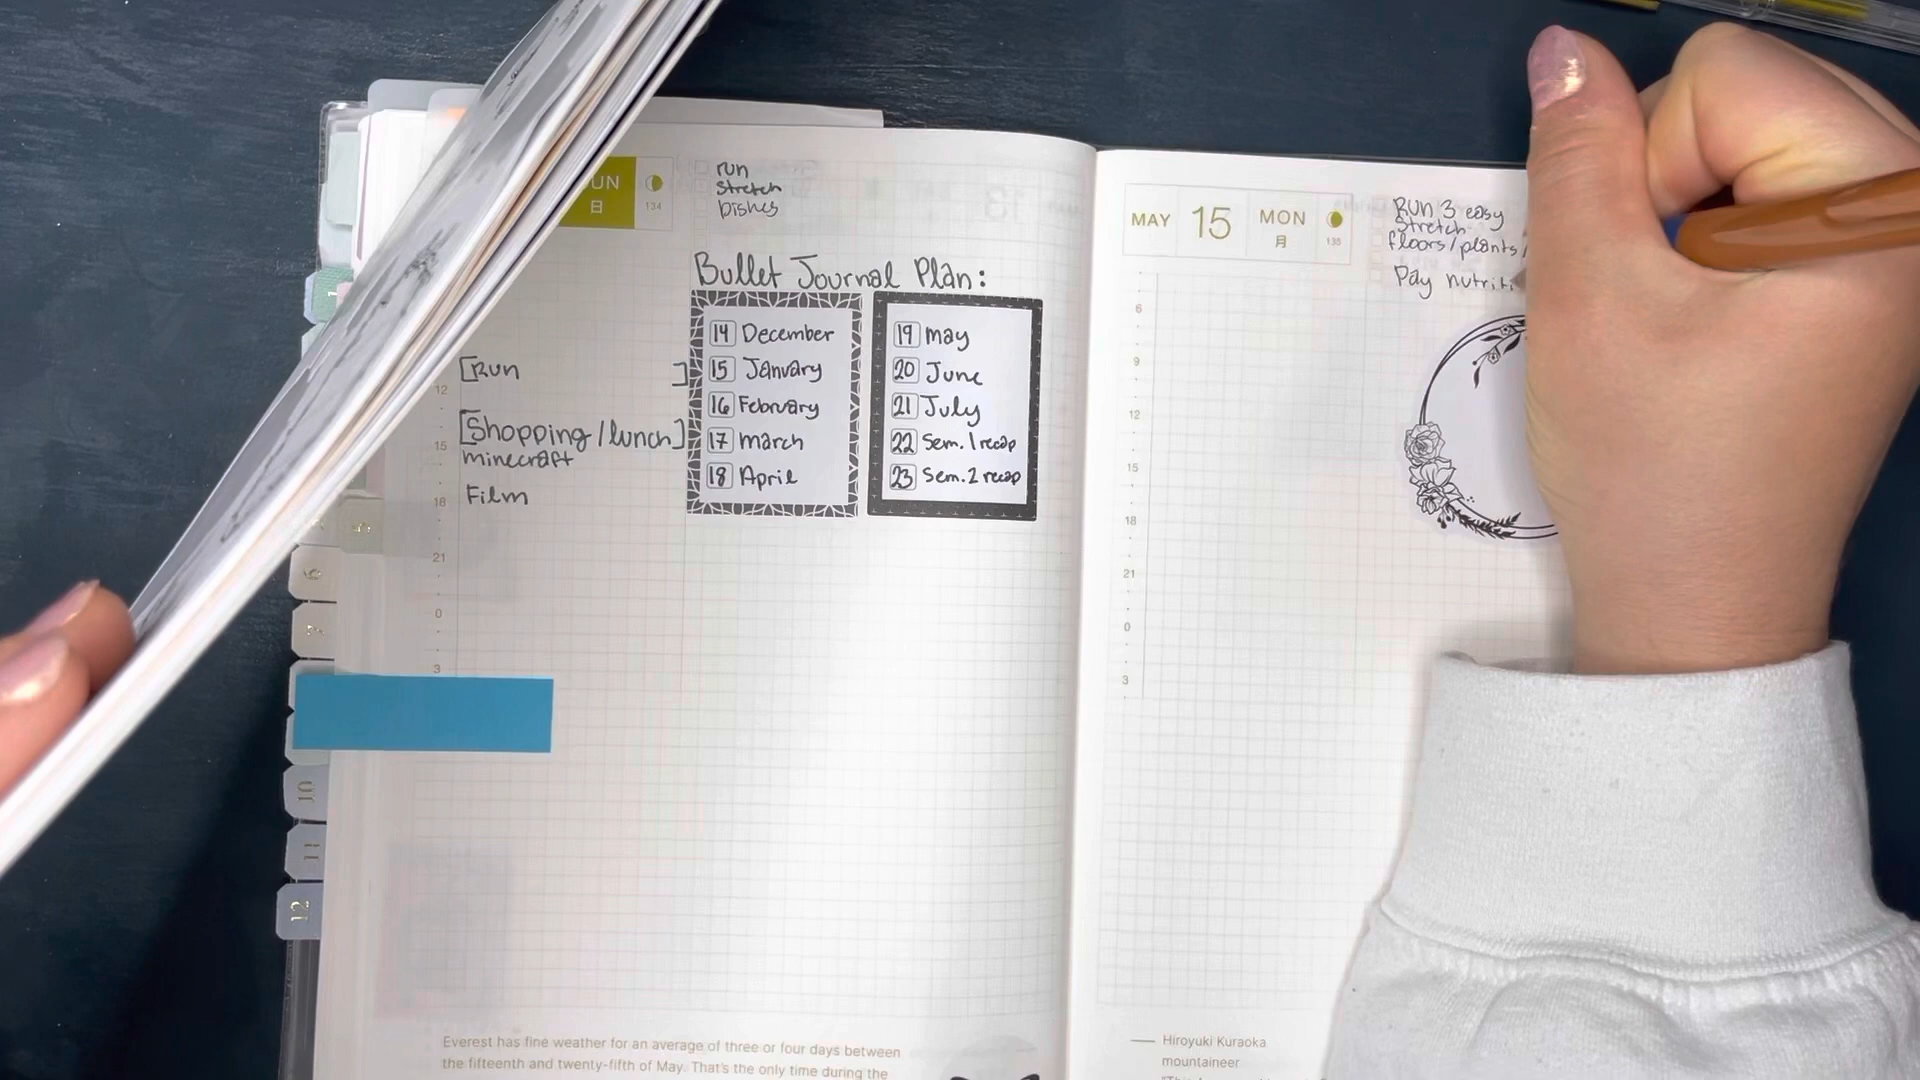 UN
日
134
run
stretch
Dishes
Bullet Journal Plan:
14 December
15 January
16 February
17 march
18 April
19 may
20 June
21 July
22 Sem. 1 recap
23 Sem. 2 recap
[Run ]
12
[Shopping / lunch]
15
minecraft
Film
18
21
0
3
6
7
10
11
12
Everest has fine weather for an average of three or four days between
the fifteenth and twenty-fifth of May. That's the only time during the
MAY 15 MON
月
135
Run 3 easy
stretch
floors/plants/
Pay nutriti
6
9
12
15
18
21
0
3
Hiroyuki Kuraoka
mountaineer